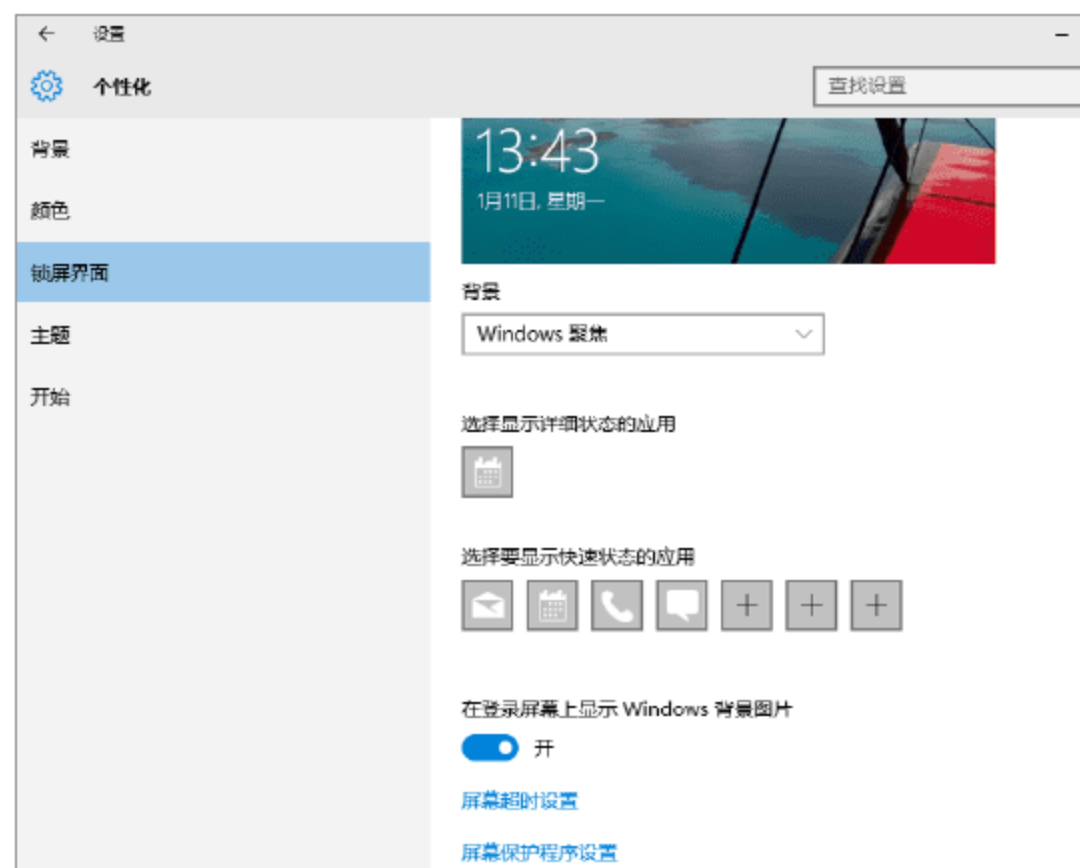 设置
个性化
查找设置
背景
颜色
锁屏界面
主题
开始
13:43
1月11日, 星期一
背景
Windows 聚焦
选择显示详细状态的应用
选择要显示快速状态的应用
在登录屏幕上显示 Windows 背景图片
开
屏幕超时设置
屏幕保护程序设置